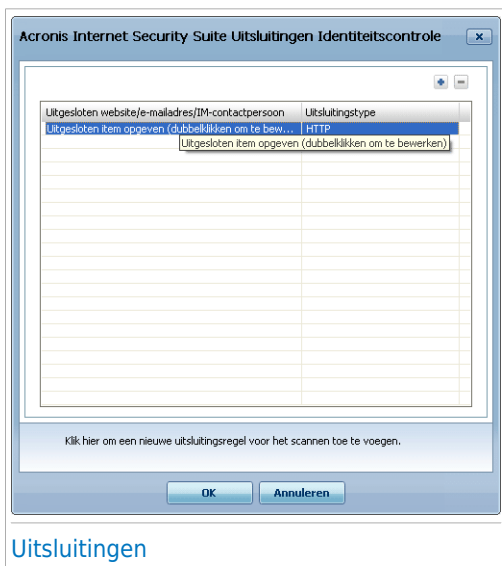 Acronis Internet Security Suite Uitsluitingen Identiteitscontrole
Uitgesloten website/e-mailadres/IM-contactpersoon Uitsluitingstype
Uitgesloten item opgeven (dubbelklikken om te bew... HTTP
Uitgesloten item opgeven (dubbelklikken om te bewerken)
Klik hier om een nieuwe uitsluitingsregel voor het scannen toe te voegen.
OK Annuleren
Uitsluitingen